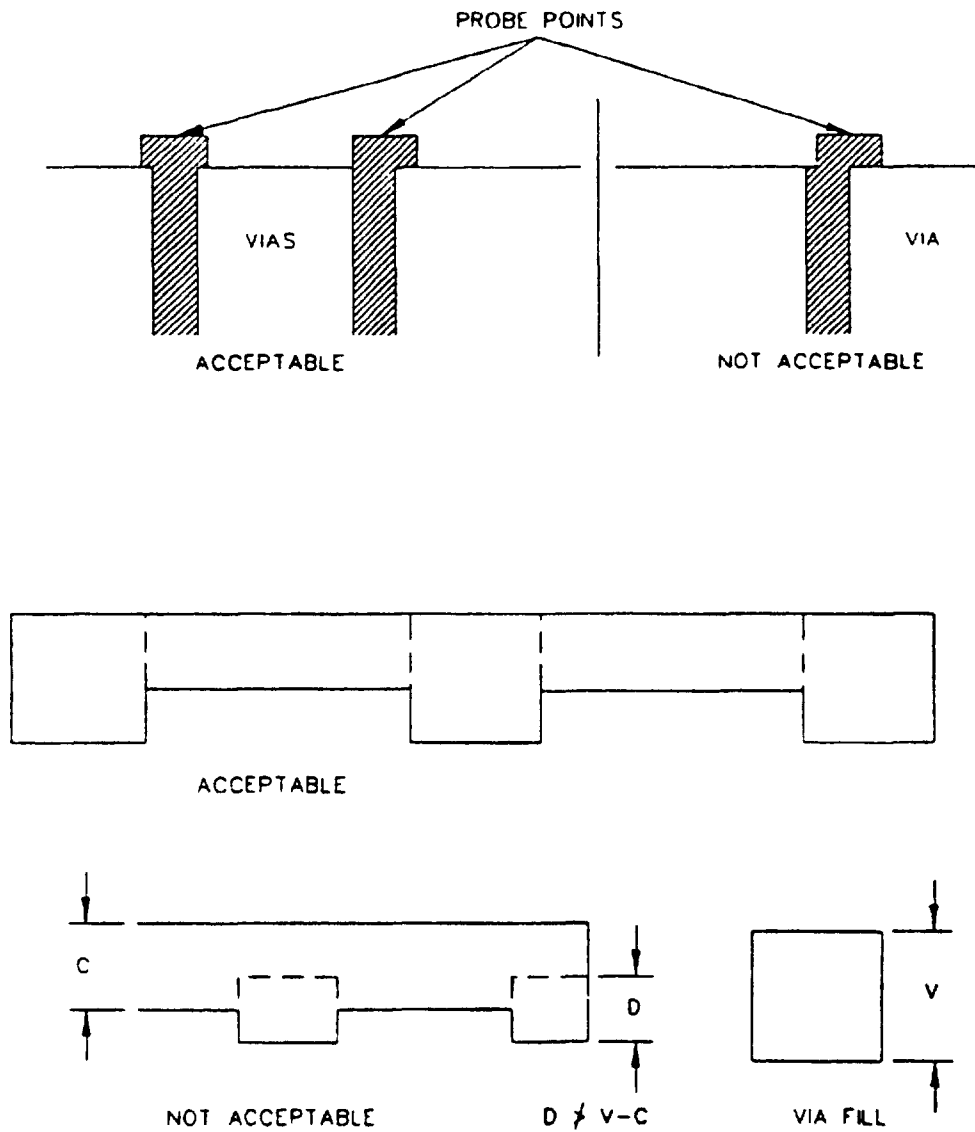 PROBE POINTS
VIAS
VIA
ACCEPTABLE
NOT ACCEPTABLE
ACCEPTABLE
C
D
V
NOT ACCEPTABLE
D ≯ V-C
VIA FILL